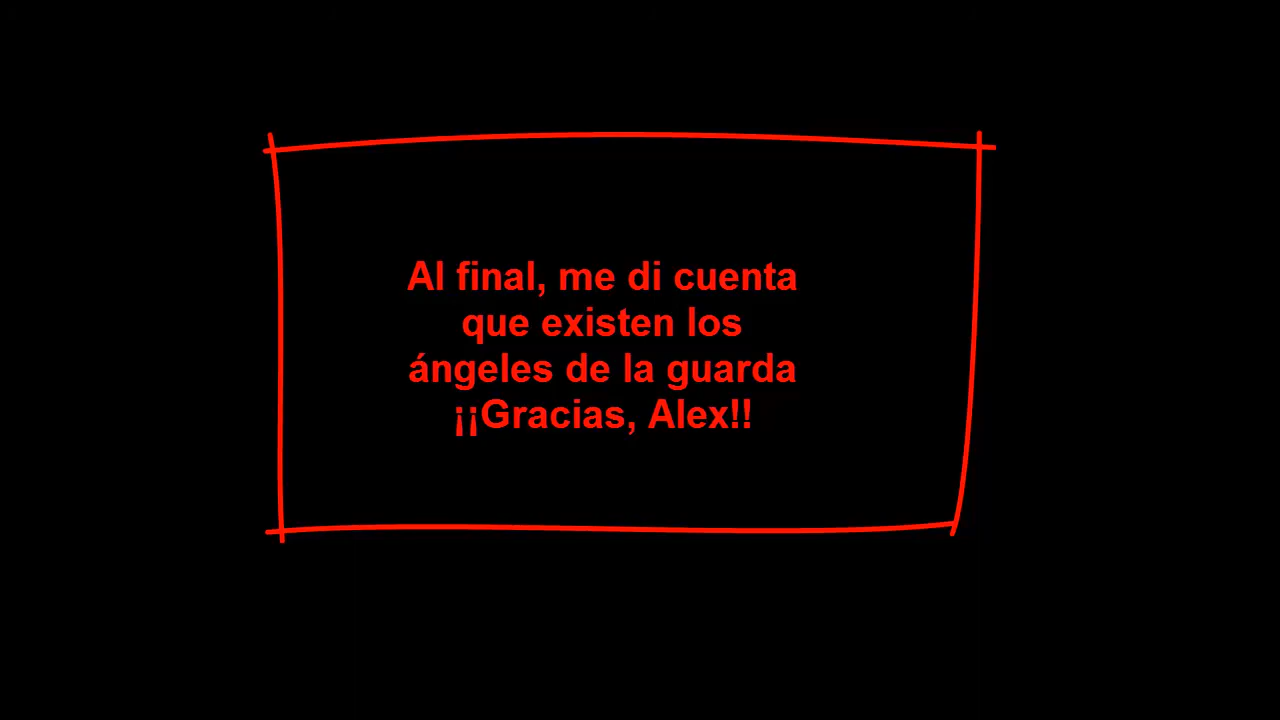 Al final, me di cuenta
que existen los
ángeles de la guarda
¡¡Gracias, Alex!!